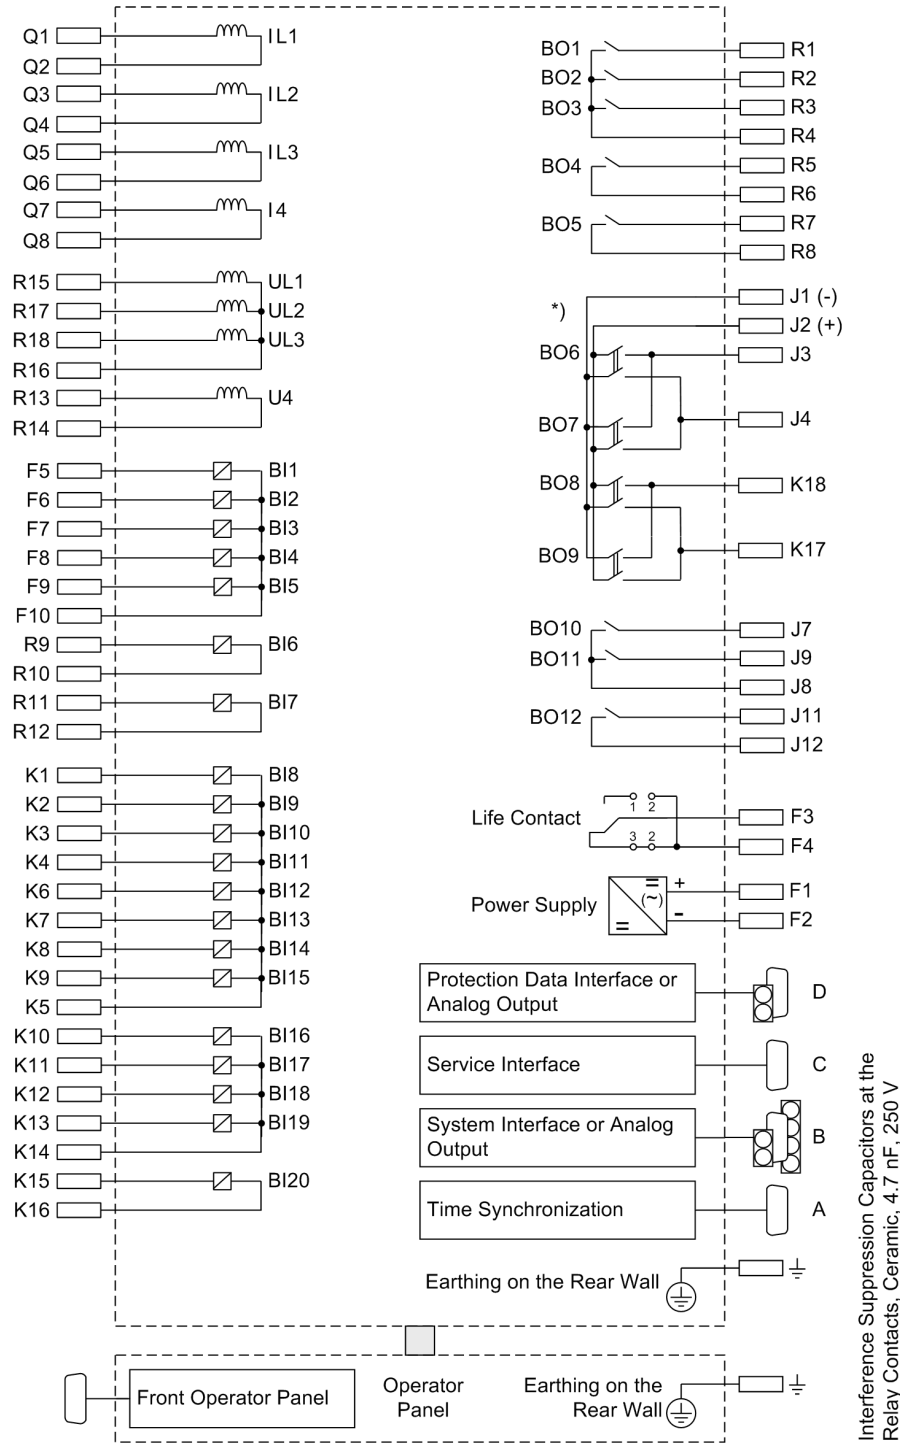 Q1 IL1
Q2
Q3 IL2
Q4
Q5 IL3
Q6
Q7 I4
Q8
R15 UL1
R17 UL2
R18 UL3
R16
R13 U4
R14
F5 BI1
F6 BI2
F7 BI3
F8 BI4
F9 BI5
F10
R9 BI6
R10
R11 BI7
R12
K1 BI8
K2 BI9
K3 BI10
K4 BI11
K6 BI12
K7 BI13
K8 BI14
K9 BI15
K5
K10 BI16
K11 BI17
K12 BI18
K13 BI19
K14
K15 BI20
K16
BO1 R1
BO2 R2
BO3 R3
R4
BO4 R5
R6
BO5 R7
R8
J1 (-)
*)
J2 (+)
BO6 J3
BO7 J4
BO8 K18
BO9 K17
BO10 J7
BO11 J9
J8
BO12 J11
J12
1 2
Life Contact F3
3 2
F4
= + F1
(~)
Power Supply
= - F2
Protection Data Interface or
Analog Output
D
Service Interface C
System Interface or Analog
Output
B
Time Synchronization A
Earthing on the Rear Wall
Front Operator Panel
Operator
Panel
Earthing on the
Rear Wall
Interference Suppression Capacitors at the
Relay Contacts, Ceramic, 4.7 nF, 250 V